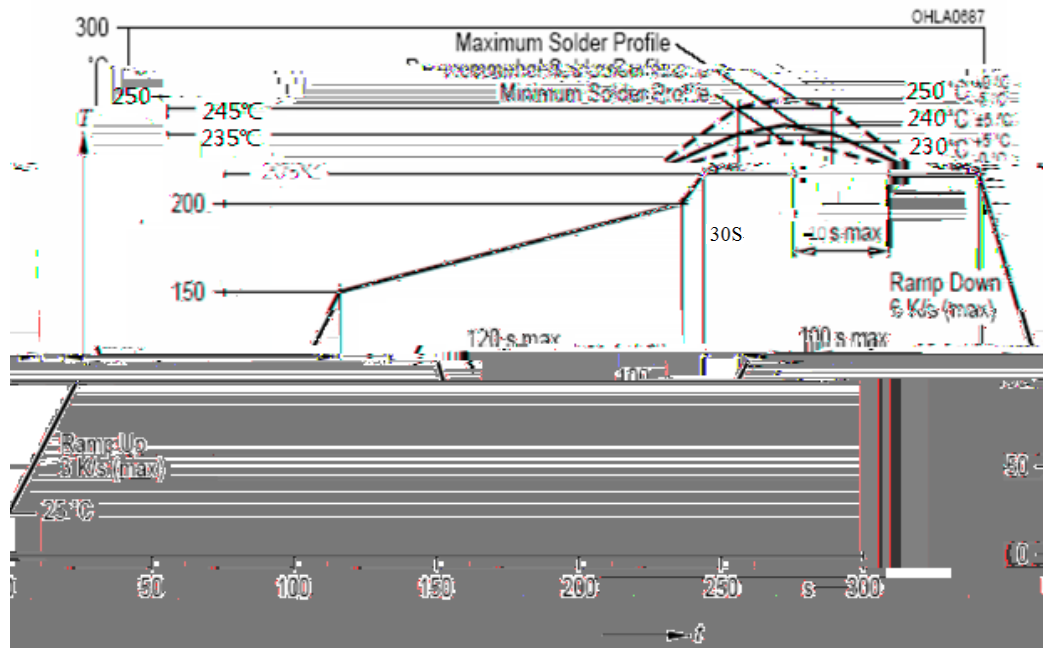 OHLA0687
300
Maximum Solder Profile
°C
Minimum Solder Profile
250
250 °C
245℃
240 °C
T
235℃
230 °C
+5 °C
200
30S
10 s max
150
Ramp Down
6 K/s (max)
120 s max
100 s max
100
Ramp Up
3 K/s (max)
50
25 °C
0
50
100
150
200
250
s
300
t